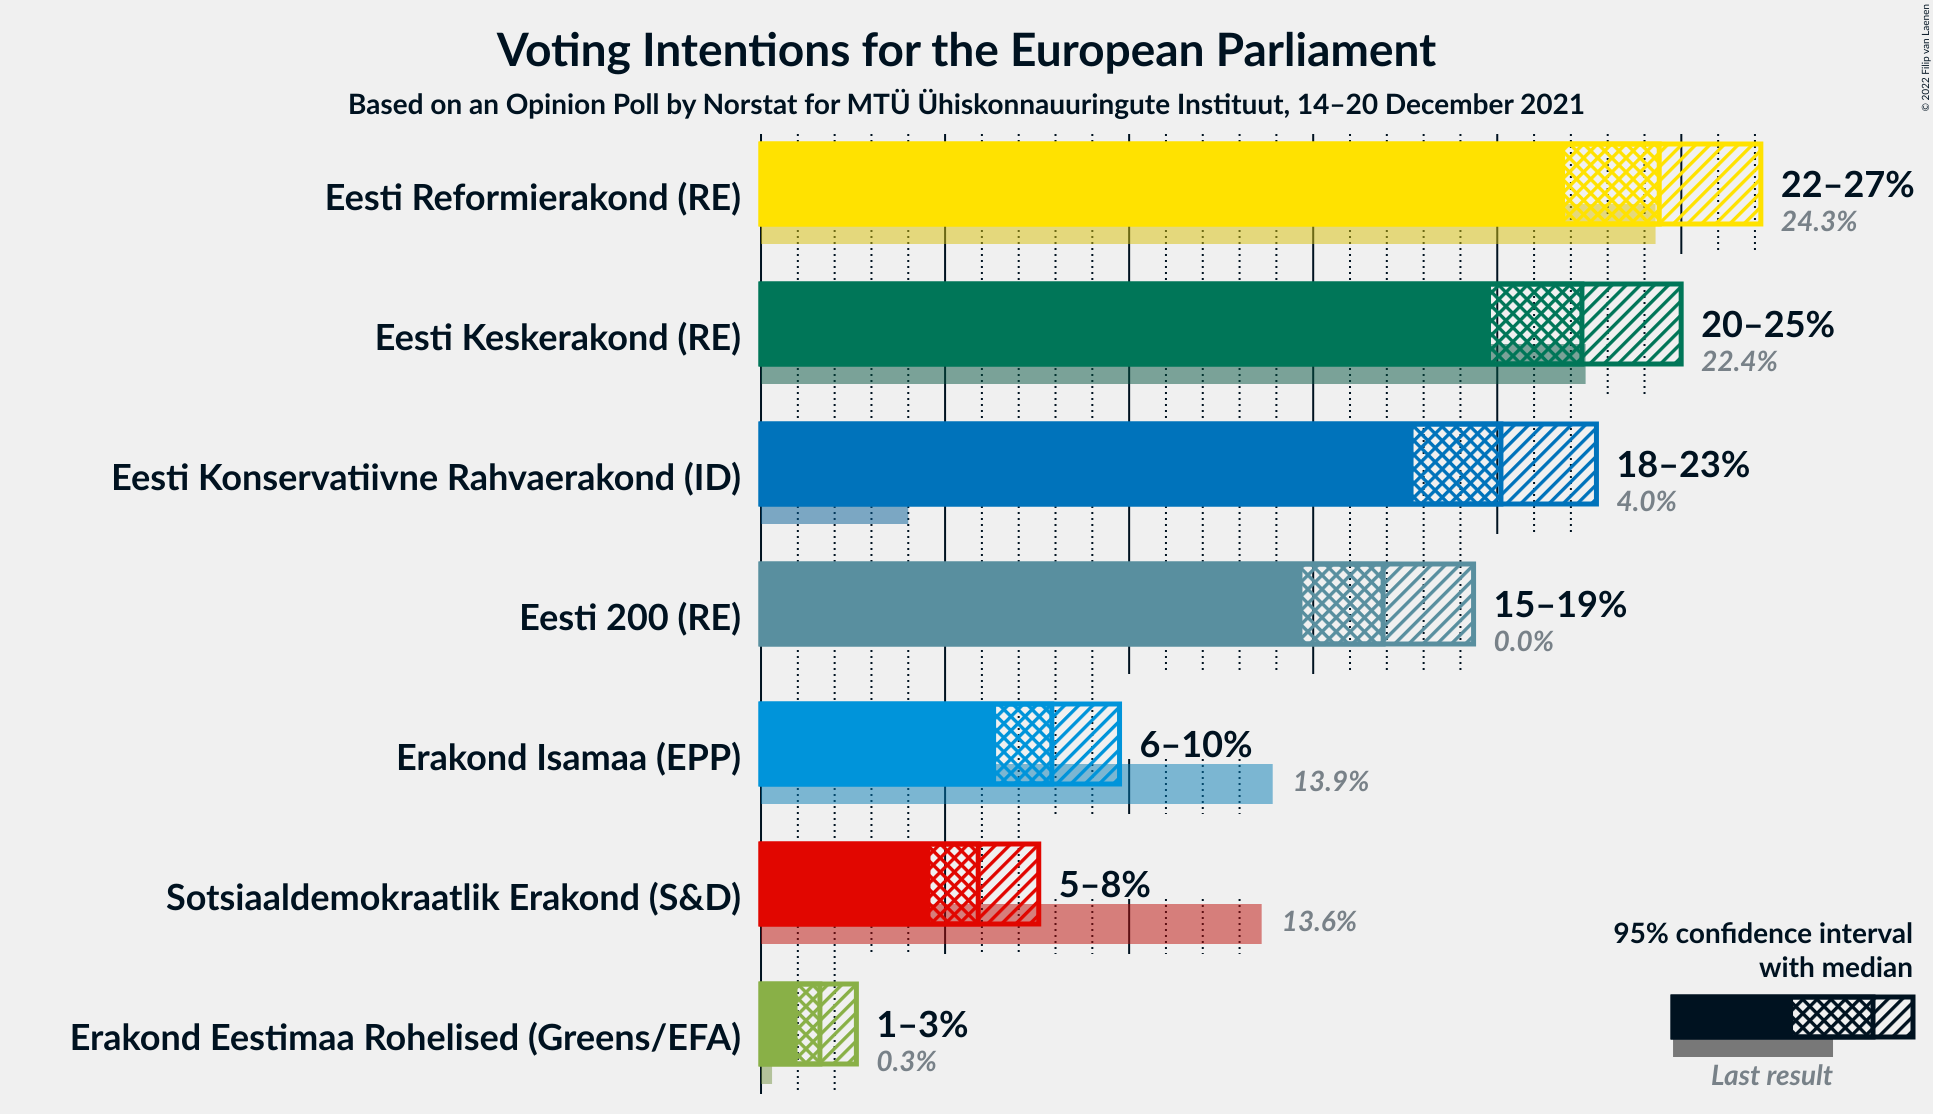 Voting Intentions for the European Parliament
Based on an Opinion Poll by Norstat for MTÜ Ühiskonnauuringute Instituut, 14–20 December 2021
© 2022 Filip van Laenen
Eesti Reformierakond (RE)
22–27%
24.3%
Eesti Keskerakond (RE)
20–25%
22.4%
Eesti Konservatiivne Rahvaerakond (ID)
18–23%
4.0%
Eesti 200 (RE)
15–19%
0.0%
Erakond Isamaa (EPP)
6–10%
13.9%
Sotsiaaldemokraatlik Erakond (S&D)
5–8%
13.6%
Erakond Eestimaa Rohelised (Greens/EFA)
1–3%
0.3%
95% confidence interval
with median
Last result